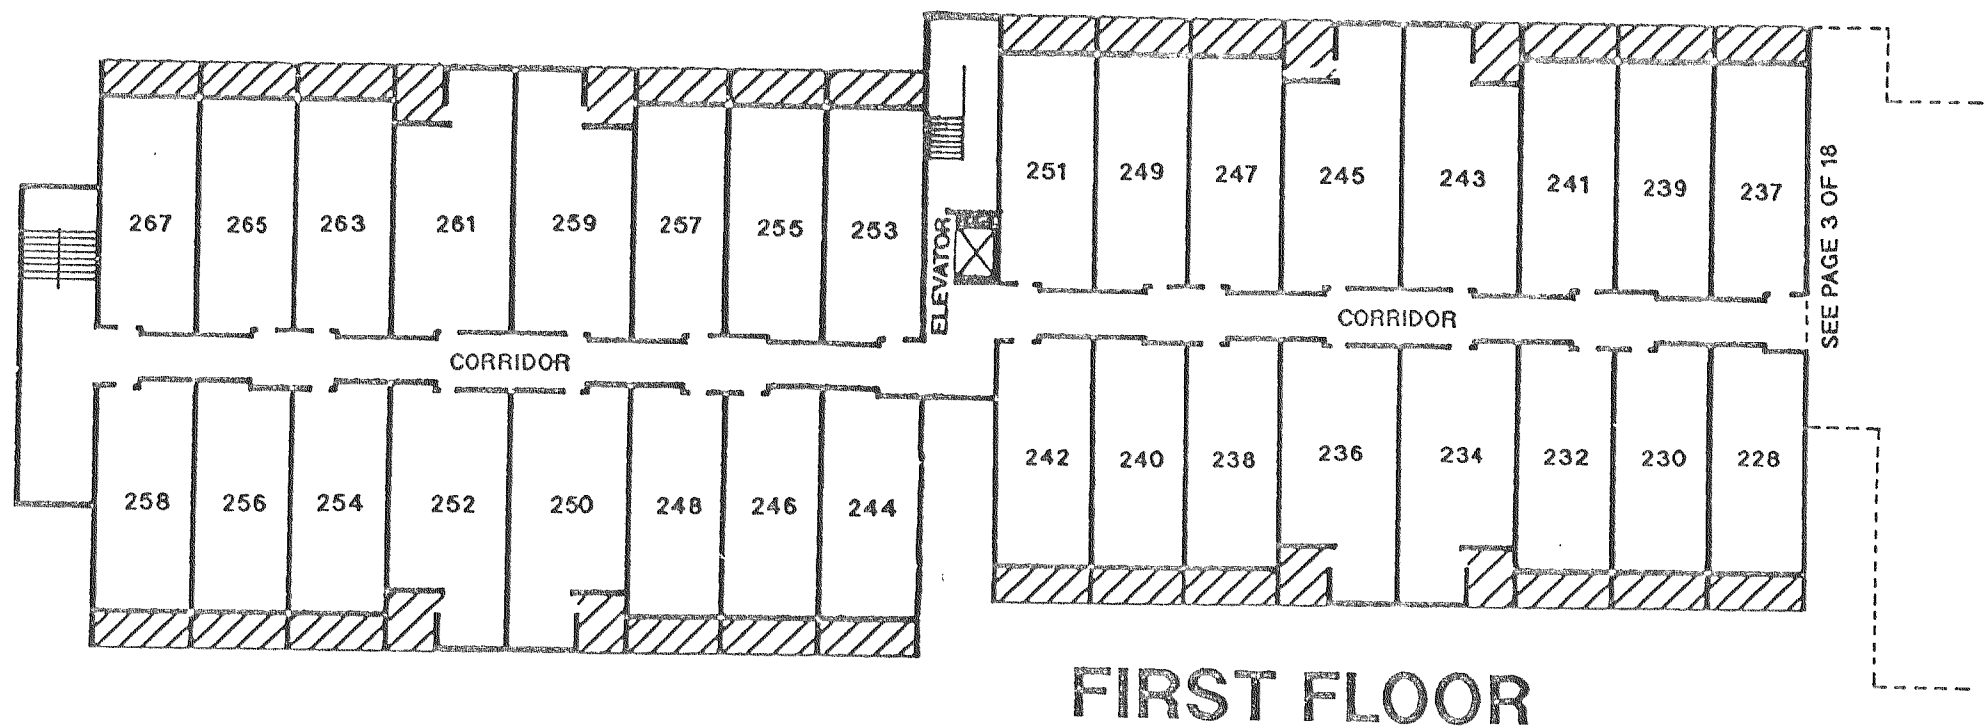 251 249 247 245 243 241 239 237
267 265 263 261 259 257 255 253
ELEVATOR
SEE PAGE 3 OF 18
CORRIDOR
CORRIDOR
242 240 238 236 234 232 230 228
258 256 254 252 250 248 246 244
FIRST FLOOR